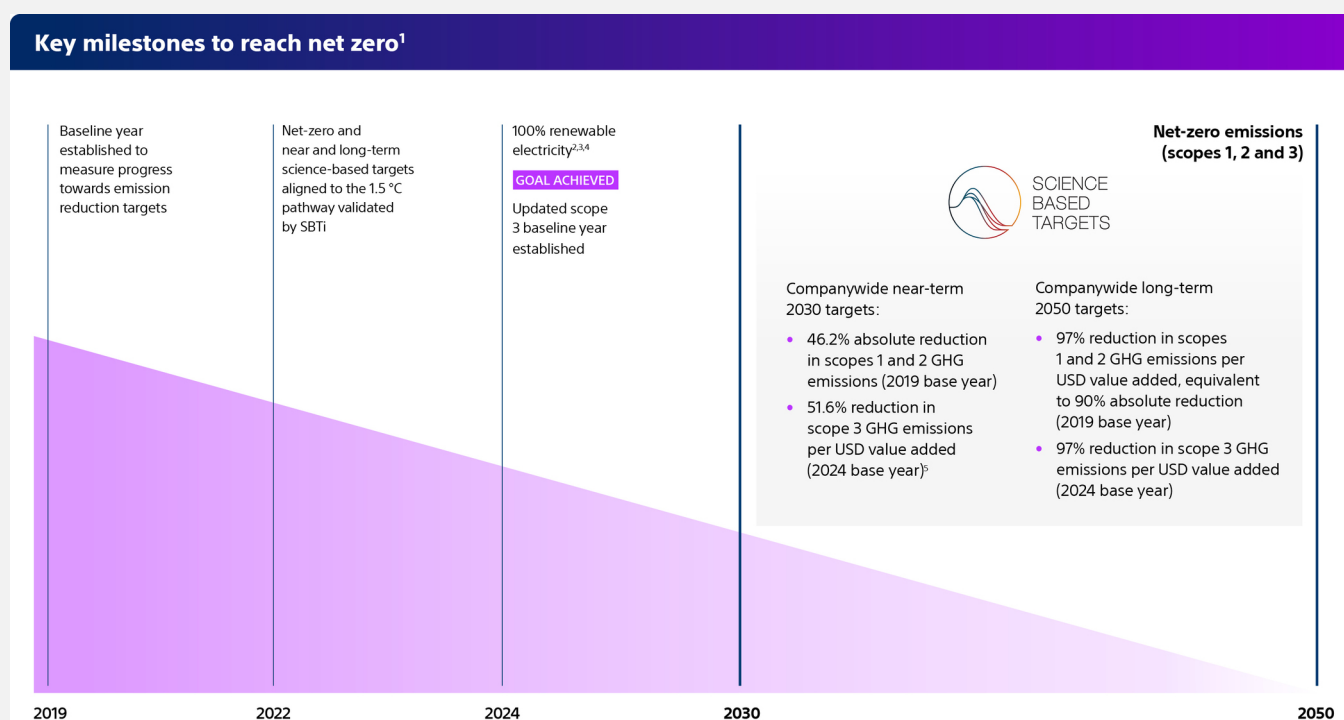 Key milestones to reach net zero¹
Baseline year
established to
measure progress
towards emission
reduction targets
Net-zero and
near and long-term
science-based targets
aligned to the 1.5 °C
pathway validated
by SBTi
100% renewable
electricity²,³,⁴
GOAL ACHIEVED
Updated scope
3 baseline year
established
Net-zero emissions
(scopes 1, 2 and 3)
SCIENCE
BASED
TARGETS
Companywide near-term
2030 targets:
• 46.2% absolute reduction
in scopes 1 and 2 GHG
emissions (2019 base year)
• 51.6% reduction in
scope 3 GHG emissions
per USD value added
(2024 base year)⁵
Companywide long-term
2050 targets:
• 97% reduction in scopes
1 and 2 GHG emissions per
USD value added, equivalent
to 90% absolute reduction
(2019 base year)
• 97% reduction in scope 3 GHG
emissions per USD value added
(2024 base year)
2019
2022
2024
2030
2050